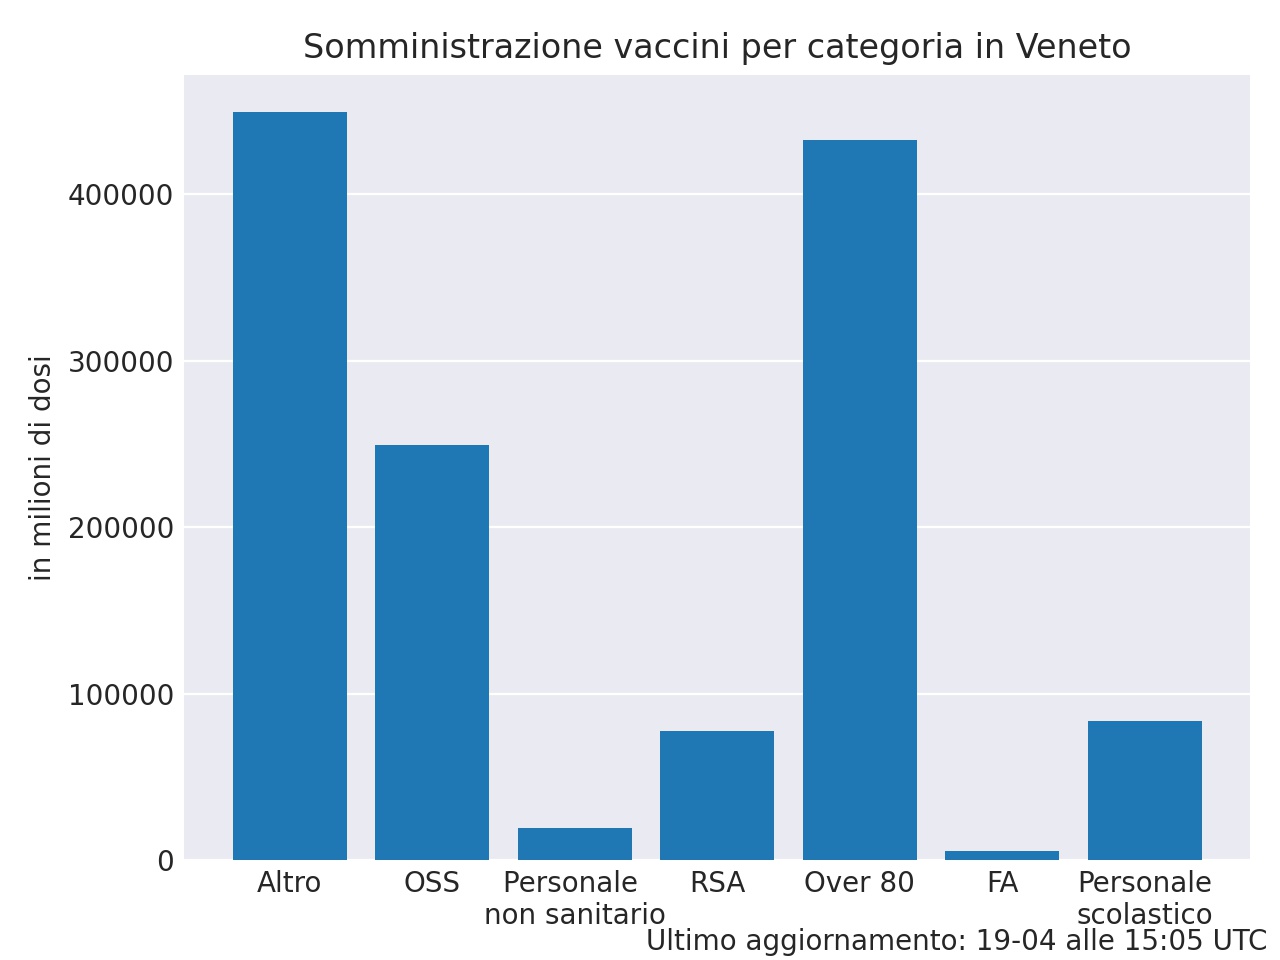 Somministrazione vaccini per categoria in Veneto
in milioni di dosi
400000
300000
200000
100000
0
Altro
OSS
Personale
non sanitario
RSA
Over 80
FA
Personale
scolastico
Ultimo aggiornamento: 19-04 alle 15:05 UTC